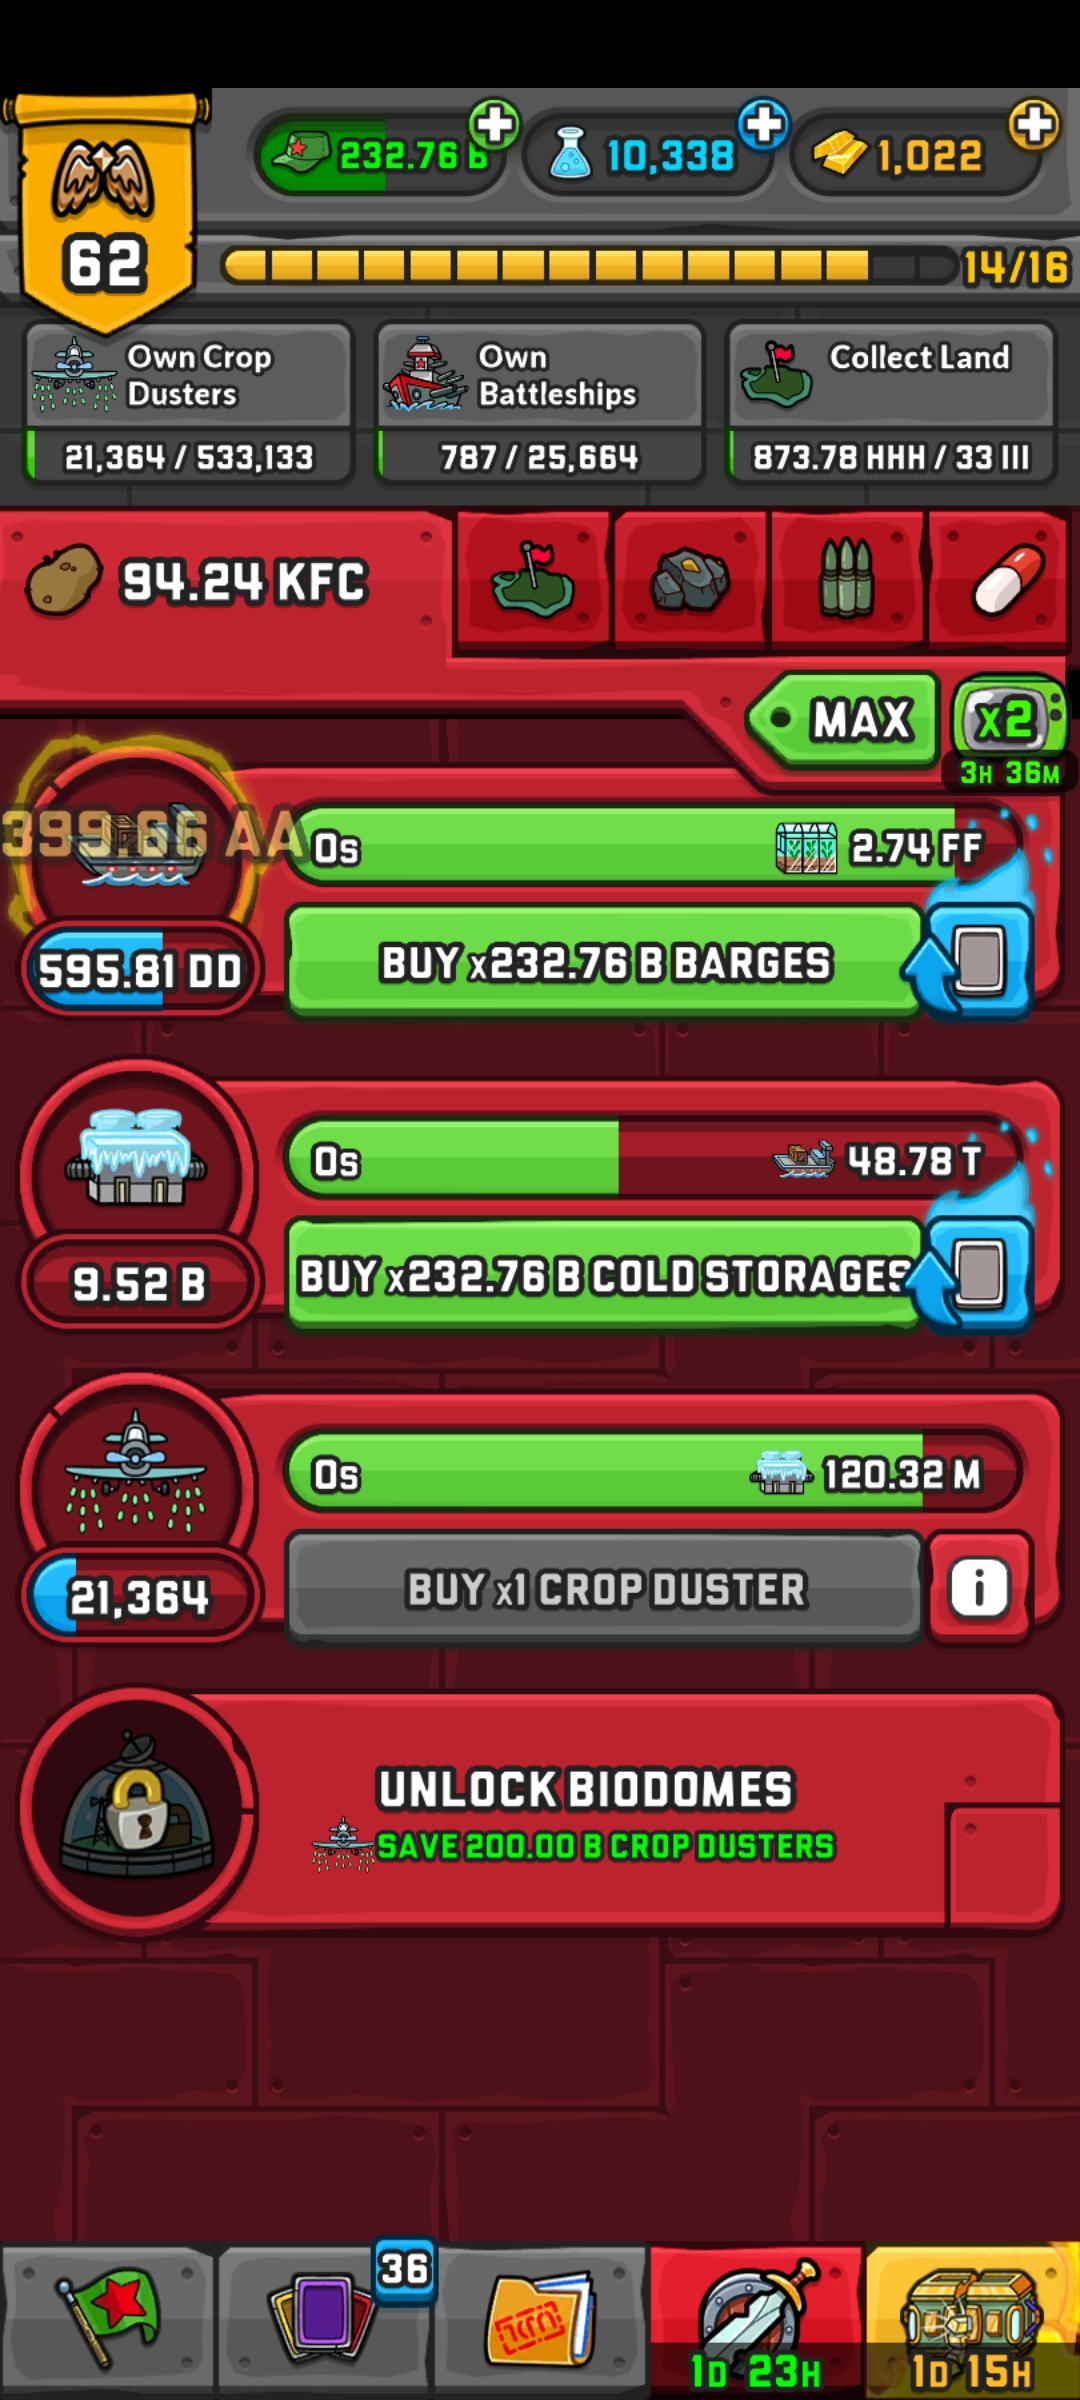 232.76 B
10,338
1,022
62
14/16
Own Crop
Dusters
21,364 / 533,133
Own
Battleships
787 / 25,664
Collect Land
873.78 HHH / 33 III
94.24 KFC
MAX
x2
3H 36M
399.66 AA
0s
2.74 FF
595.81 DD
BUY x232.76 B BARGES
0s
48.78 T
9.52 B
BUY x232.76 B COLD STORAGES
0s
120.32 M
21,364
BUY x1 CROP DUSTER
i
UNLOCK BIODOMES
SAVE 200.00 B CROP DUSTERS
36
1D 23H
1D 15H